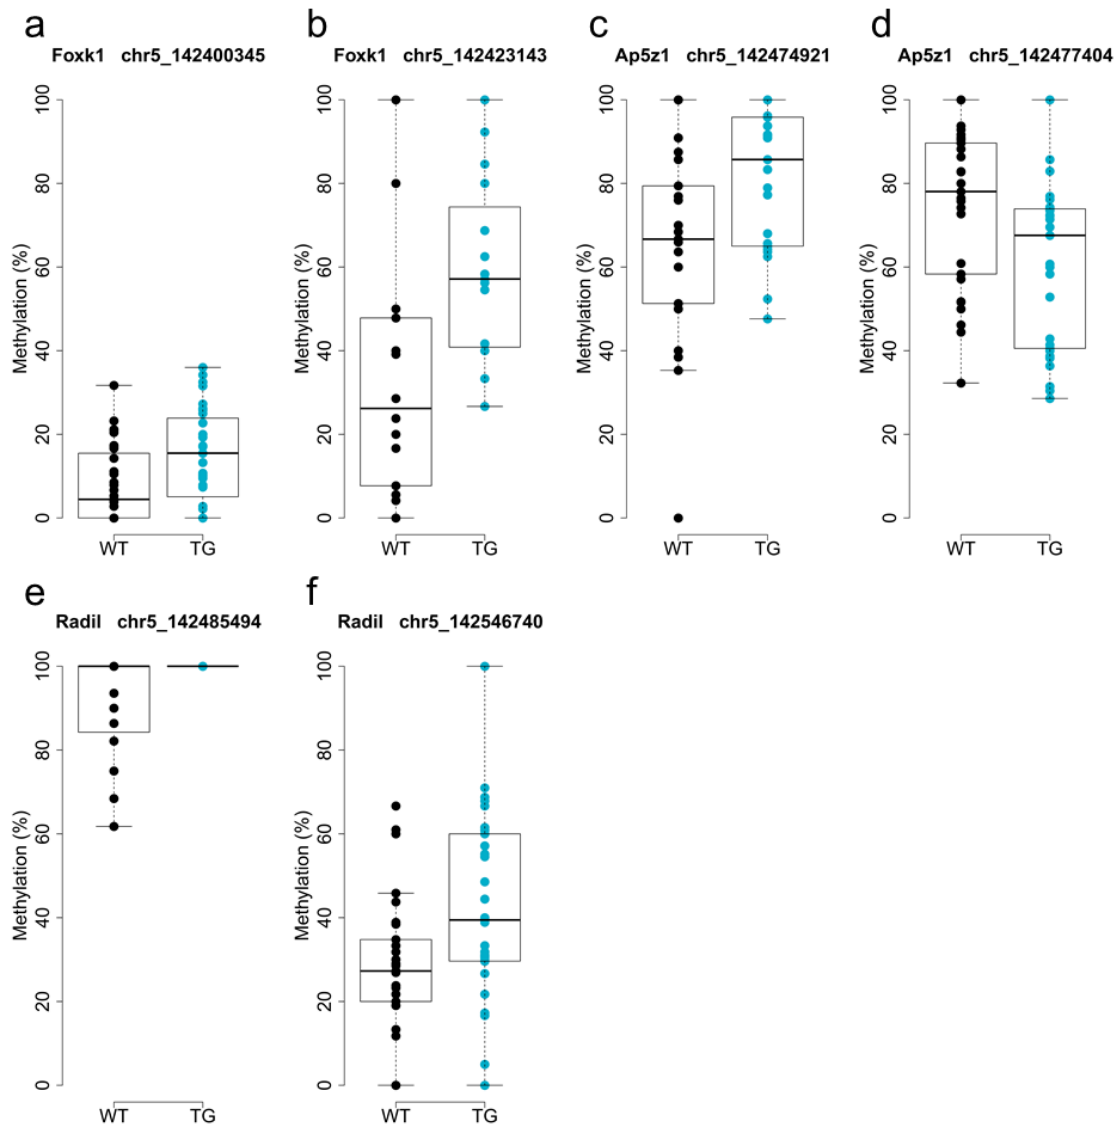 a
Foxk1 chr5_142400345
Methylation (%)
0 20 40 60 80 100
WT TG
b
Foxk1 chr5_142423143
Methylation (%)
0 20 40 60 80 100
WT TG
c
Ap5z1 chr5_142474921
Methylation (%)
0 20 40 60 80 100
WT TG
d
Ap5z1 chr5_142477404
Methylation (%)
0 20 40 60 80 100
WT TG
e
Radil chr5_142485494
Methylation (%)
0 20 40 60 80 100
WT TG
f
Radil chr5_142546740
Methylation (%)
0 20 40 60 80 100
WT TG